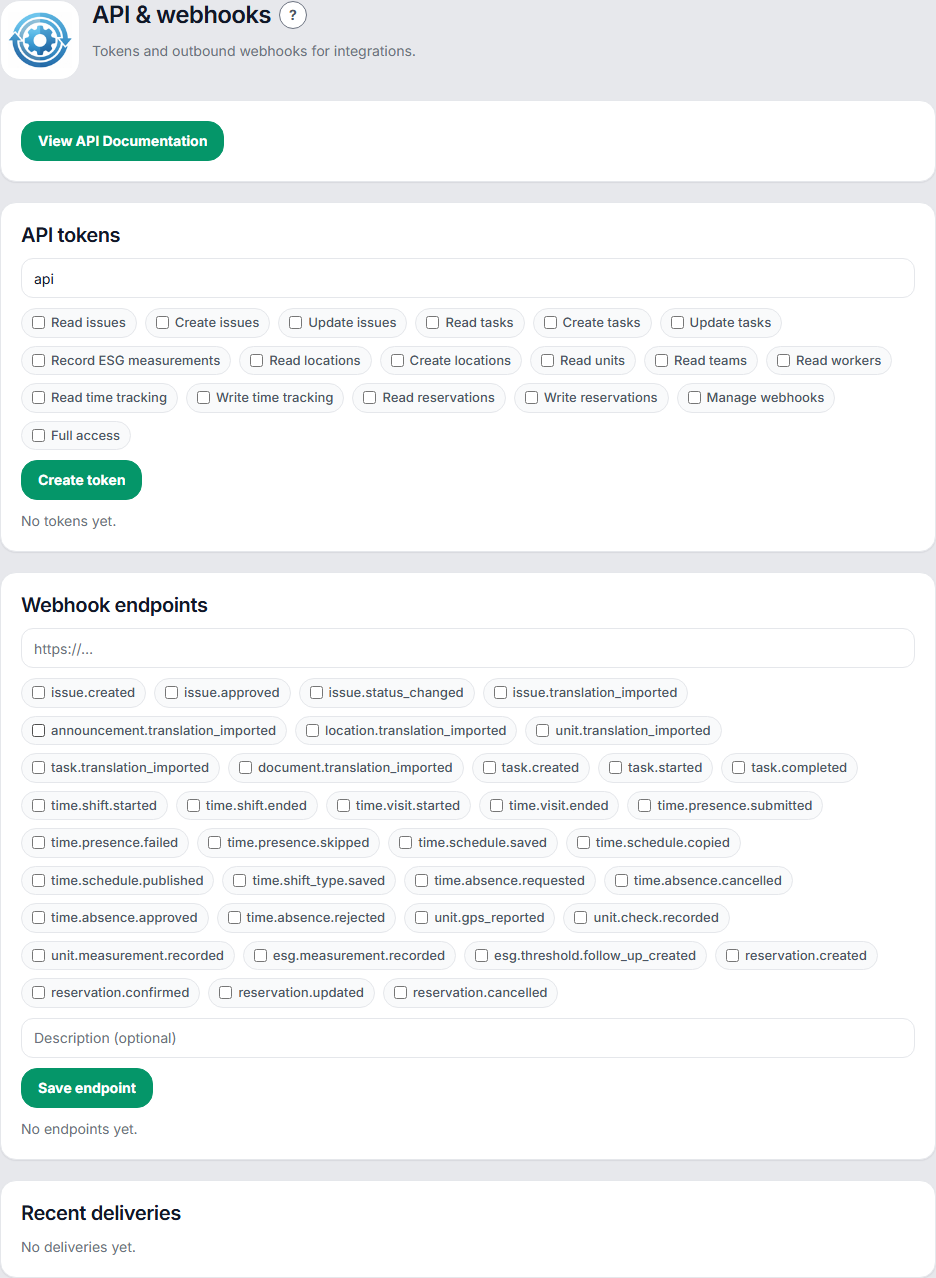 API & webhooks ?
Tokens and outbound webhooks for integrations.
View API Documentation
API tokens
api
Read issues Create issues Update issues Read tasks Create tasks Update tasks
Record ESG measurements Read locations Create locations Read units Read teams Read workers
Read time tracking Write time tracking Read reservations Write reservations Manage webhooks
Full access
Create token
No tokens yet.
Webhook endpoints
https://...
issue.created issue.approved issue.status_changed issue.translation_imported
announcement.translation_imported location.translation_imported unit.translation_imported
task.translation_imported document.translation_imported task.created task.started task.completed
time.shift.started time.shift.ended time.visit.started time.visit.ended time.presence.submitted
time.presence.failed time.presence.skipped time.schedule.saved time.schedule.copied
time.schedule.published time.shift_type.saved time.absence.requested time.absence.cancelled
time.absence.approved time.absence.rejected unit.gps_reported unit.check.recorded
unit.measurement.recorded esg.measurement.recorded esg.threshold.follow_up_created reservation.created
reservation.confirmed reservation.updated reservation.cancelled
Description (optional)
Save endpoint
No endpoints yet.
Recent deliveries
No deliveries yet.